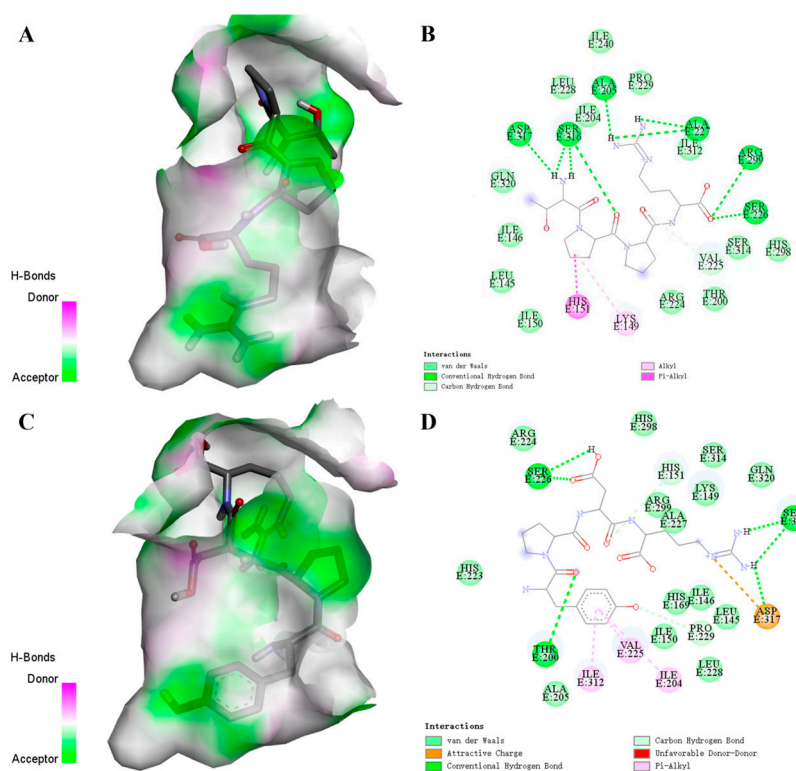 A
H-Bonds
Donor
Acceptor
B
ILE
E:240
LEU
E:228
ALA
E:205
PRO
E:229
ILE
E:204
ASP
E:317
SER
E:316
ALA
E:227
ILE
E:312
ARG
E:299
GLN
E:320
SER
E:226
ILE
E:146
SER
E:314
HIS
E:298
VAL
E:225
LEU
E:145
ARG
E:224
THR
E:200
HIS
E:151
ILE
E:150
LYS
E:149
H
N
H
N
H
H
N
O
O
O
O
O
N
N
N
O
O
Interactions
van der Waals
Conventional Hydrogen Bond
Carbon Hydrogen Bond
Alkyl
Pi-Alkyl
C
H-Bonds
Donor
Acceptor
D
HIS
E:298
ARG
E:224
SER
E:314
SER
E:226
HIS
E:151
LYS
E:149
GLN
E:320
ARG
E:299
ALA
E:227
HIS
E:223
HIS
E:169
ILE
E:146
LEU
E:145
ASP
E:317
ILE
E:150
PRO
E:229
THR
E:200
VAL
E:225
LEU
E:228
ILE
E:312
ILE
E:204
ALA
E:205
Interactions
van der Waals
Attractive Charge
Conventional Hydrogen Bond
Carbon Hydrogen Bond
Unfavorable Donor-Donor
Pi-Alkyl